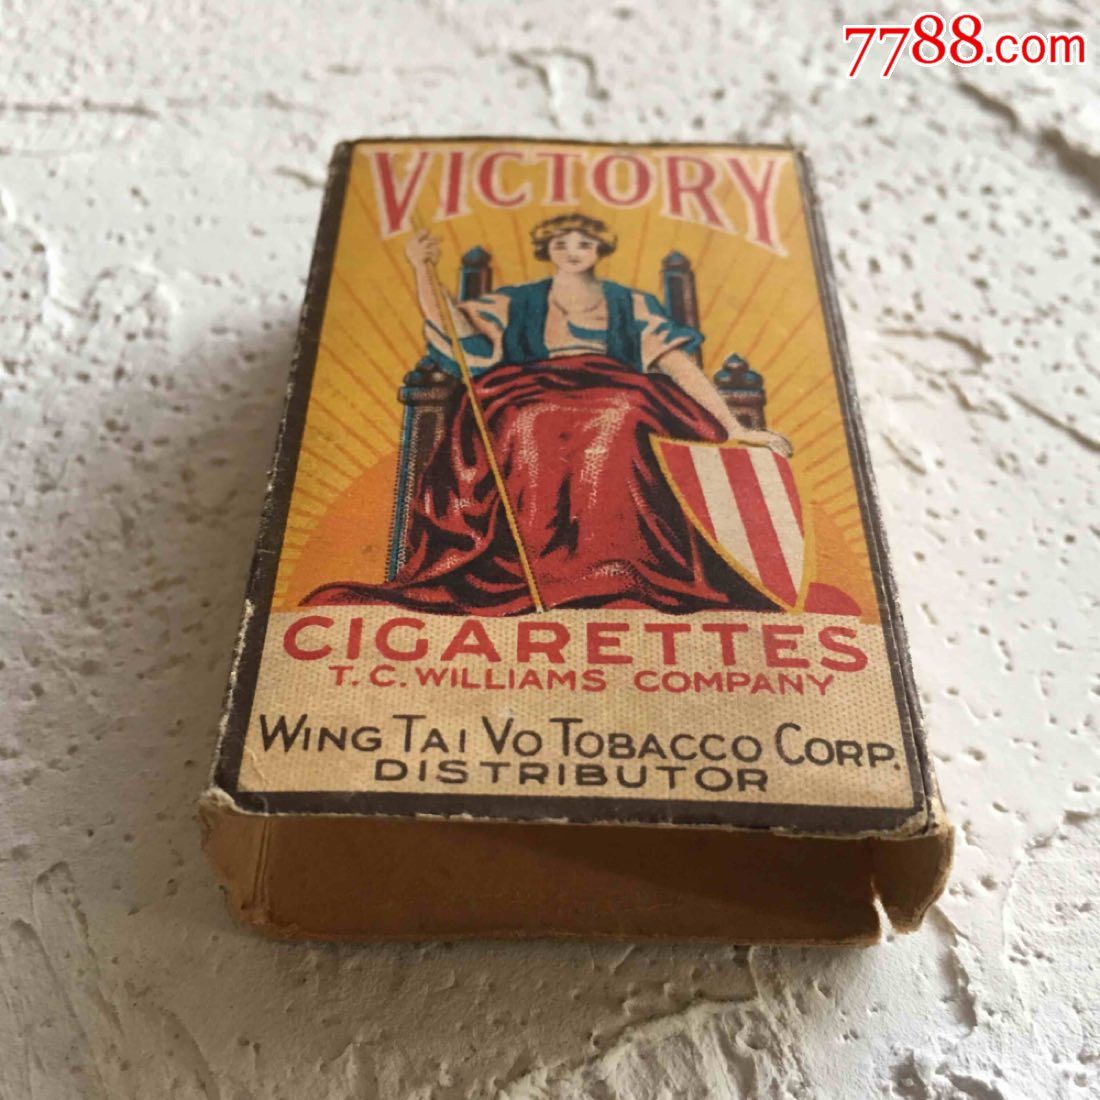 7788.com
VICTORY
CIGARETTES
T. C. WILLIAMS COMPANY
WING TAI VO TOBACCO CORP.
DISTRIBUTOR